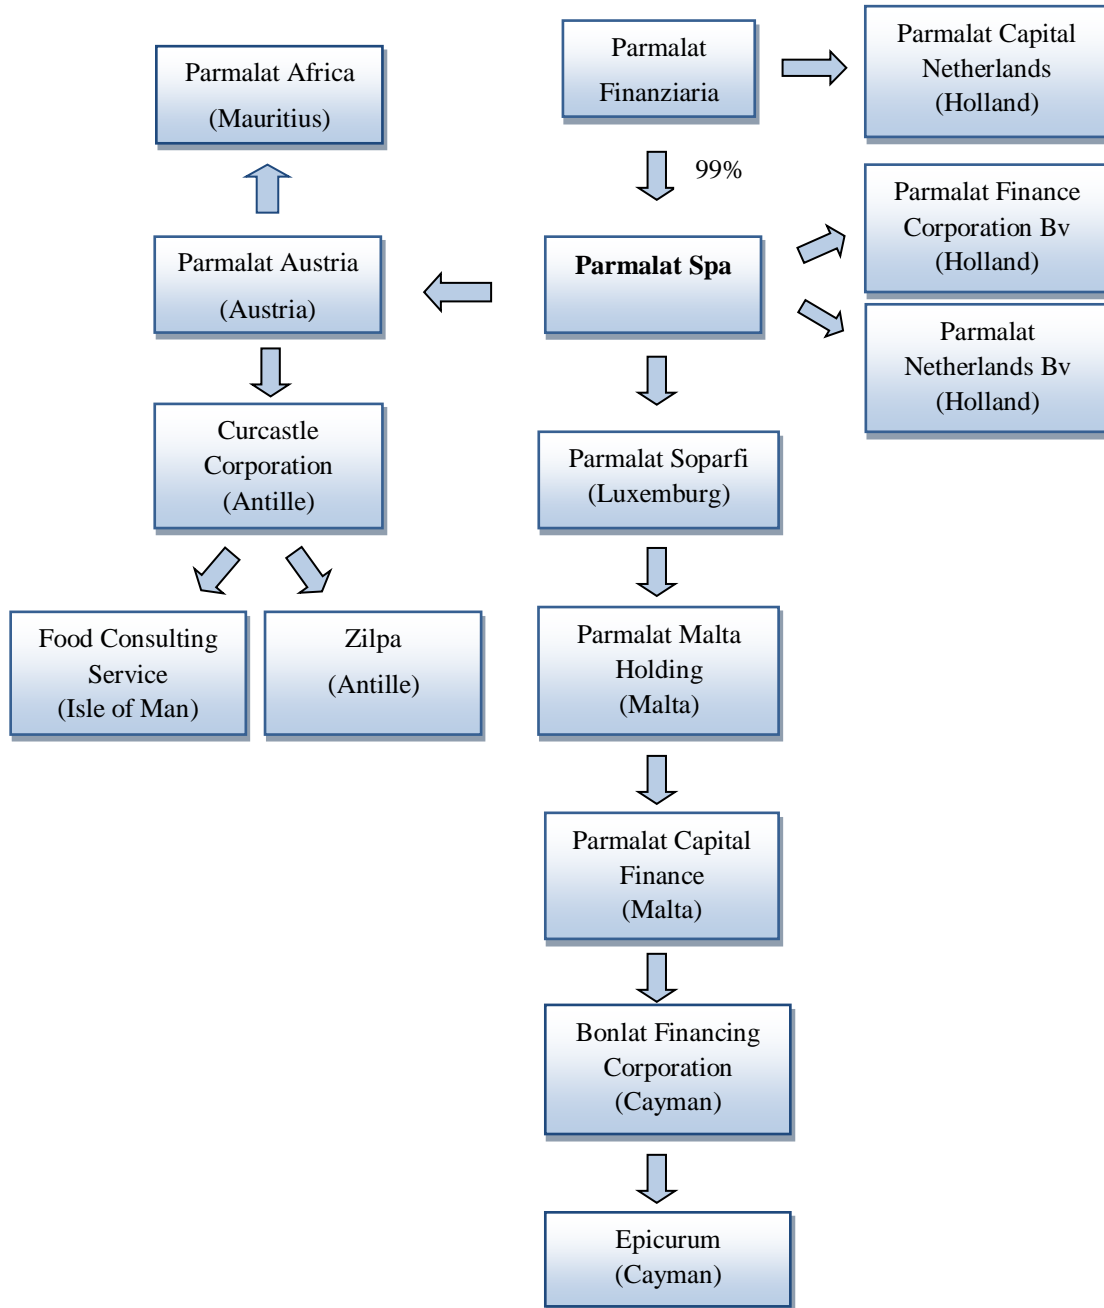 Parmalat Africa
(Mauritius)
Parmalat
Finanziaria
Parmalat Capital
Netherlands
(Holland)
99%
Parmalat Austria
(Austria)
Parmalat Spa
Parmalat Finance
Corporation Bv
(Holland)
Parmalat
Netherlands Bv
(Holland)
Curcastle
Corporation
(Antille)
Parmalat Soparfi
(Luxemburg)
Food Consulting
Service
(Isle of Man)
Zilpa
(Antille)
Parmalat Malta
Holding
(Malta)
Parmalat Capital
Finance
(Malta)
Bonlat Financing
Corporation
(Cayman)
Epicurum
(Cayman)